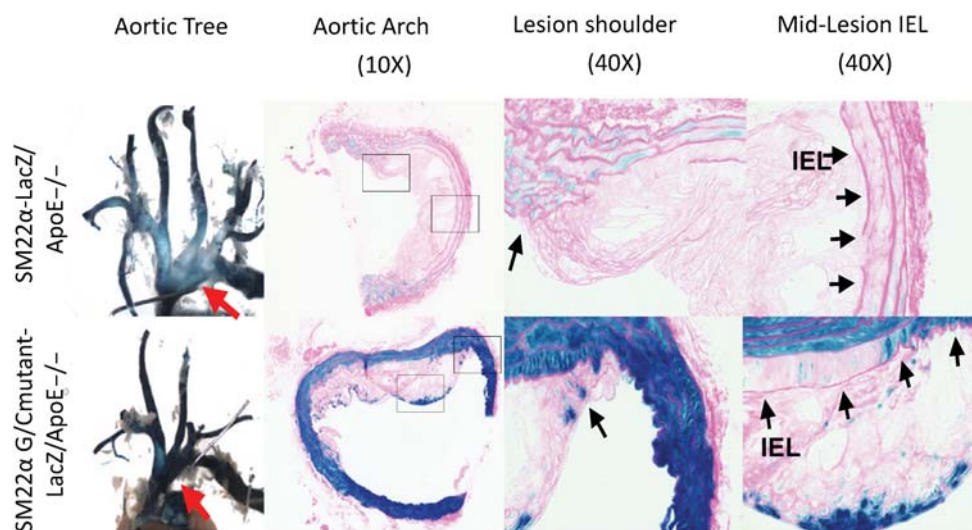 Aortic Tree
Aortic Arch
(10X)
Lesion shoulder
(40X)
Mid-Lesion IEL
(40X)
SM22α-LacZ/
ApoE−/−
IEL
SM22α G/Cmutant-
LacZ/ApoE−/−
IEL